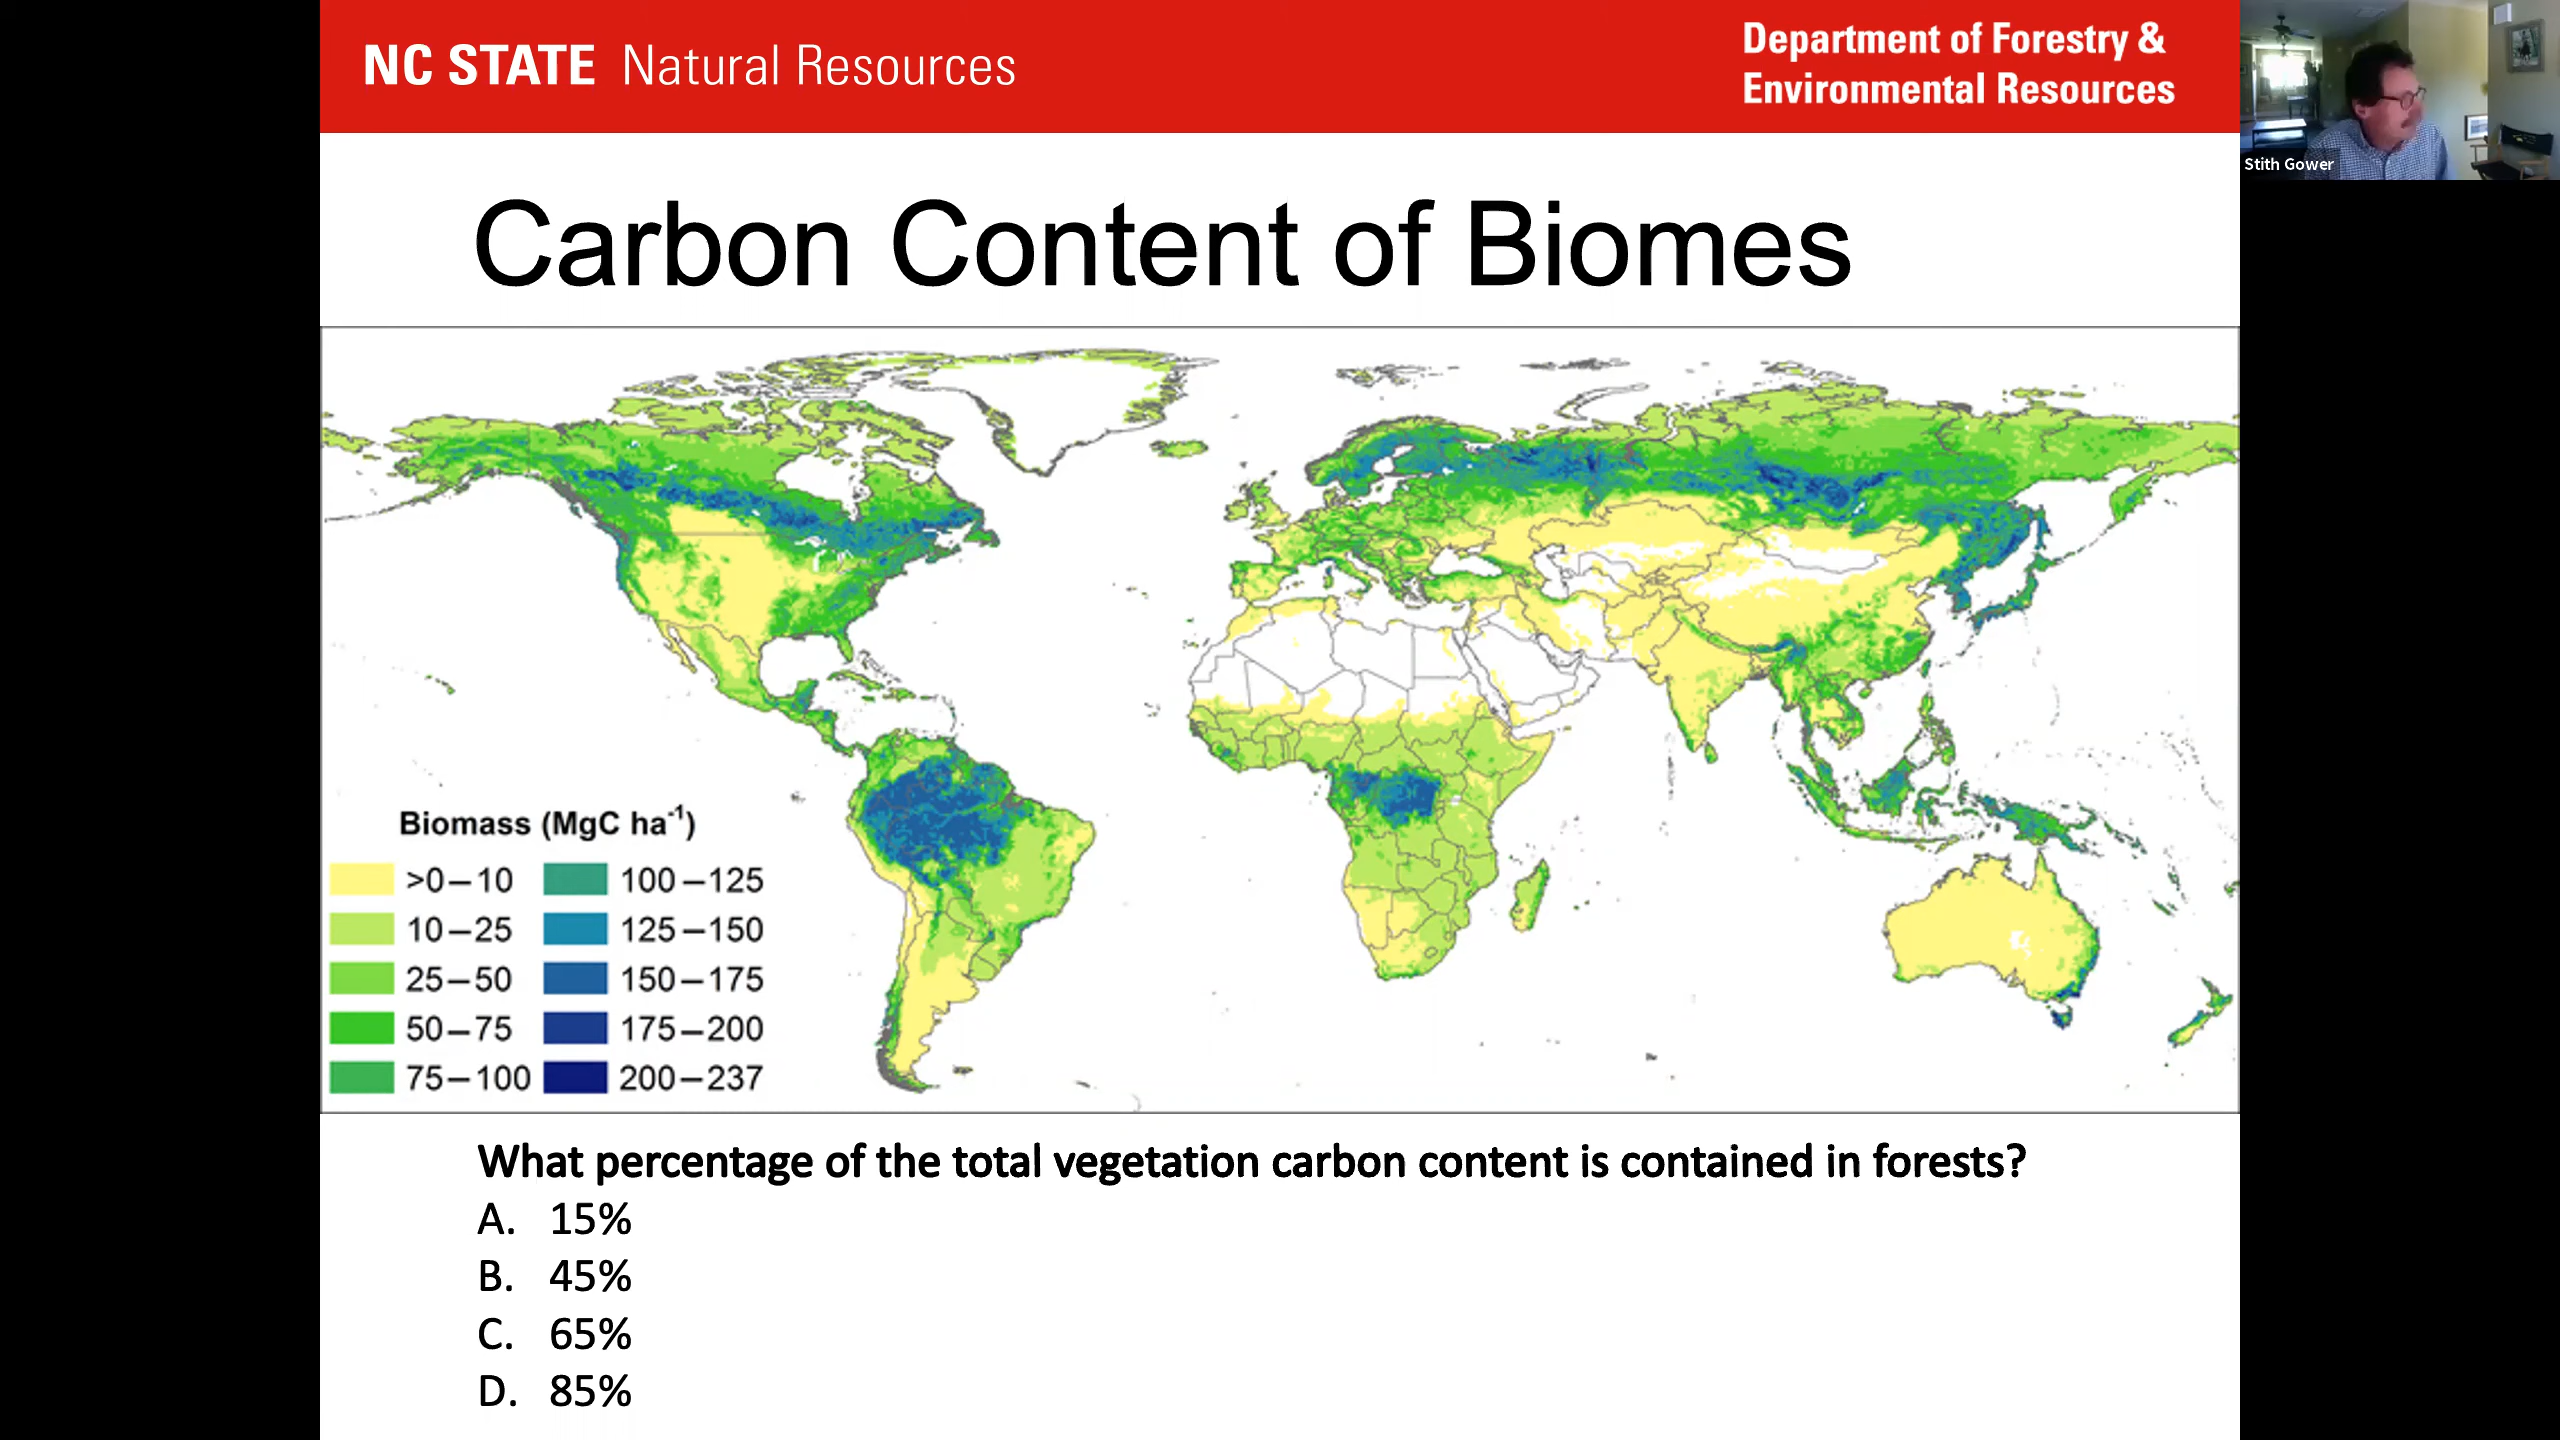 NC STATE Natural Resources
Department of Forestry &
Environmental Resources
Stith Gower
Carbon Content of Biomes
Biomass (MgC ha⁻¹)
>0–10
10–25
25–50
50–75
75–100
100–125
125–150
150–175
175–200
200–237
What percentage of the total vegetation carbon content is contained in forests?
A. 15%
B. 45%
C. 65%
D. 85%